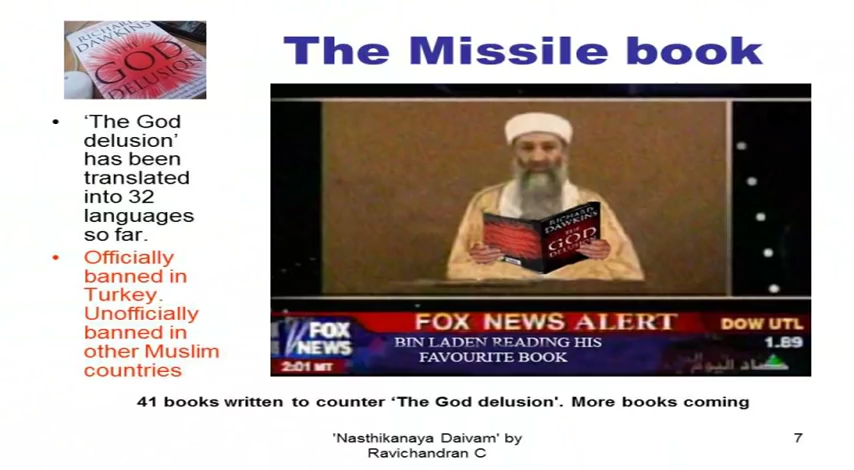 RICHARD
DAWKINS
THE
GOD
DELUSION
The Missile book
• 'The God
delusion'
has been
translated
into 32
languages
so far.
• Officially
banned in
Turkey.
Unofficially
banned in
other Muslim
countries
RICHARD
DAWKINS
THE
GOD
DELUSION
FOX NEWS ALERT
DOW UTL
FOX
NEWS
BIN LADEN READING HIS
FAVOURITE BOOK
1.89
2:01 MT
41 books written to counter 'The God delusion'. More books coming
'Nasthikanaya Daivam' by
Ravichandran C
7